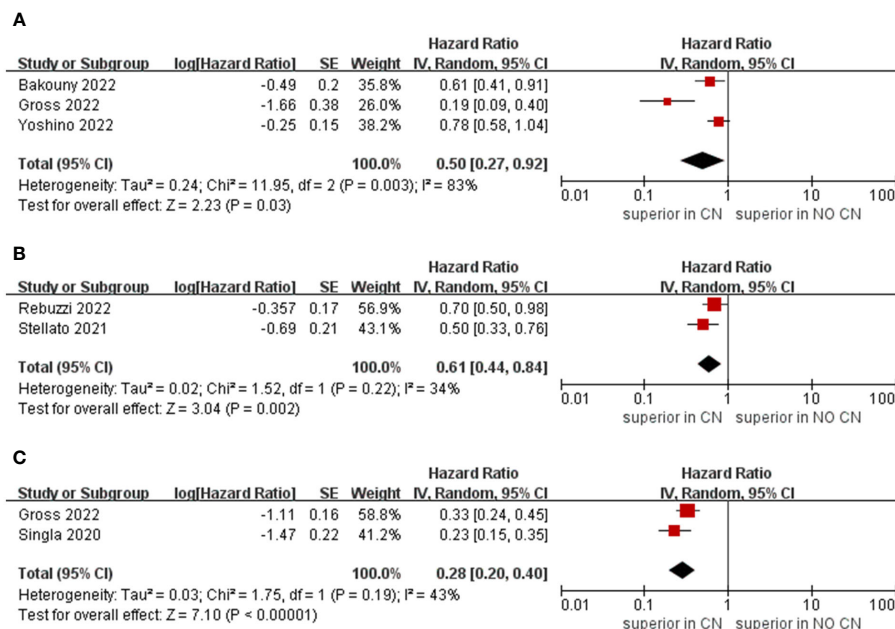 A
Hazard Ratio Hazard Ratio
Study or Subgroup log[Hazard Ratio] SE Weight IV, Random, 95% CI IV, Random, 95% CI
Bakouny 2022 -0.49 0.2 35.8% 0.61 [0.41, 0.91]
Gross 2022 -1.66 0.38 26.0% 0.19 [0.09, 0.40]
Yoshino 2022 -0.25 0.15 38.2% 0.78 [0.58, 1.04]
Total (95% CI) 100.0% 0.50 [0.27, 0.92]
Heterogeneity: Tau² = 0.24; Chi² = 11.95, df = 2 (P = 0.003); I² = 83%
Test for overall effect: Z = 2.23 (P = 0.03)
0.01 0.1 1 10 100
superior in CN superior in NO CN
B
Hazard Ratio Hazard Ratio
Study or Subgroup log[Hazard Ratio] SE Weight IV, Random, 95% CI IV, Random, 95% CI
Rebuzzi 2022 -0.357 0.17 56.9% 0.70 [0.50, 0.98]
Stellato 2021 -0.69 0.21 43.1% 0.50 [0.33, 0.76]
Total (95% CI) 100.0% 0.61 [0.44, 0.84]
Heterogeneity: Tau² = 0.02; Chi² = 1.52, df = 1 (P = 0.22); I² = 34%
Test for overall effect: Z = 3.04 (P = 0.002)
0.01 0.1 1 10 100
superior in CN superior in NO CN
C
Hazard Ratio Hazard Ratio
Study or Subgroup log[Hazard Ratio] SE Weight IV, Random, 95% CI IV, Random, 95% CI
Gross 2022 -1.11 0.16 58.8% 0.33 [0.24, 0.45]
Singla 2020 -1.47 0.22 41.2% 0.23 [0.15, 0.35]
Total (95% CI) 100.0% 0.28 [0.20, 0.40]
Heterogeneity: Tau² = 0.03; Chi² = 1.75, df = 1 (P = 0.19); I² = 43%
Test for overall effect: Z = 7.10 (P < 0.00001)
0.01 0.1 1 10 100
superior in CN superior in NO CN